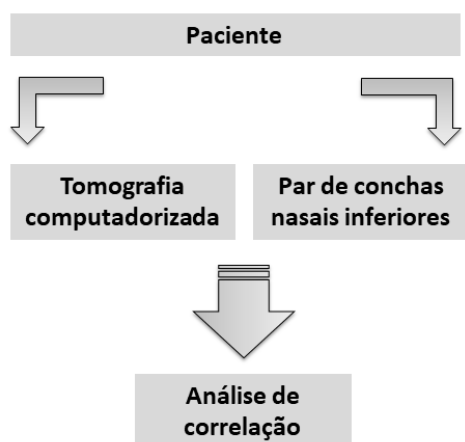 Paciente
Tomografia
computadorizada
Par de conchas
nasais inferiores
Análise de
correlação